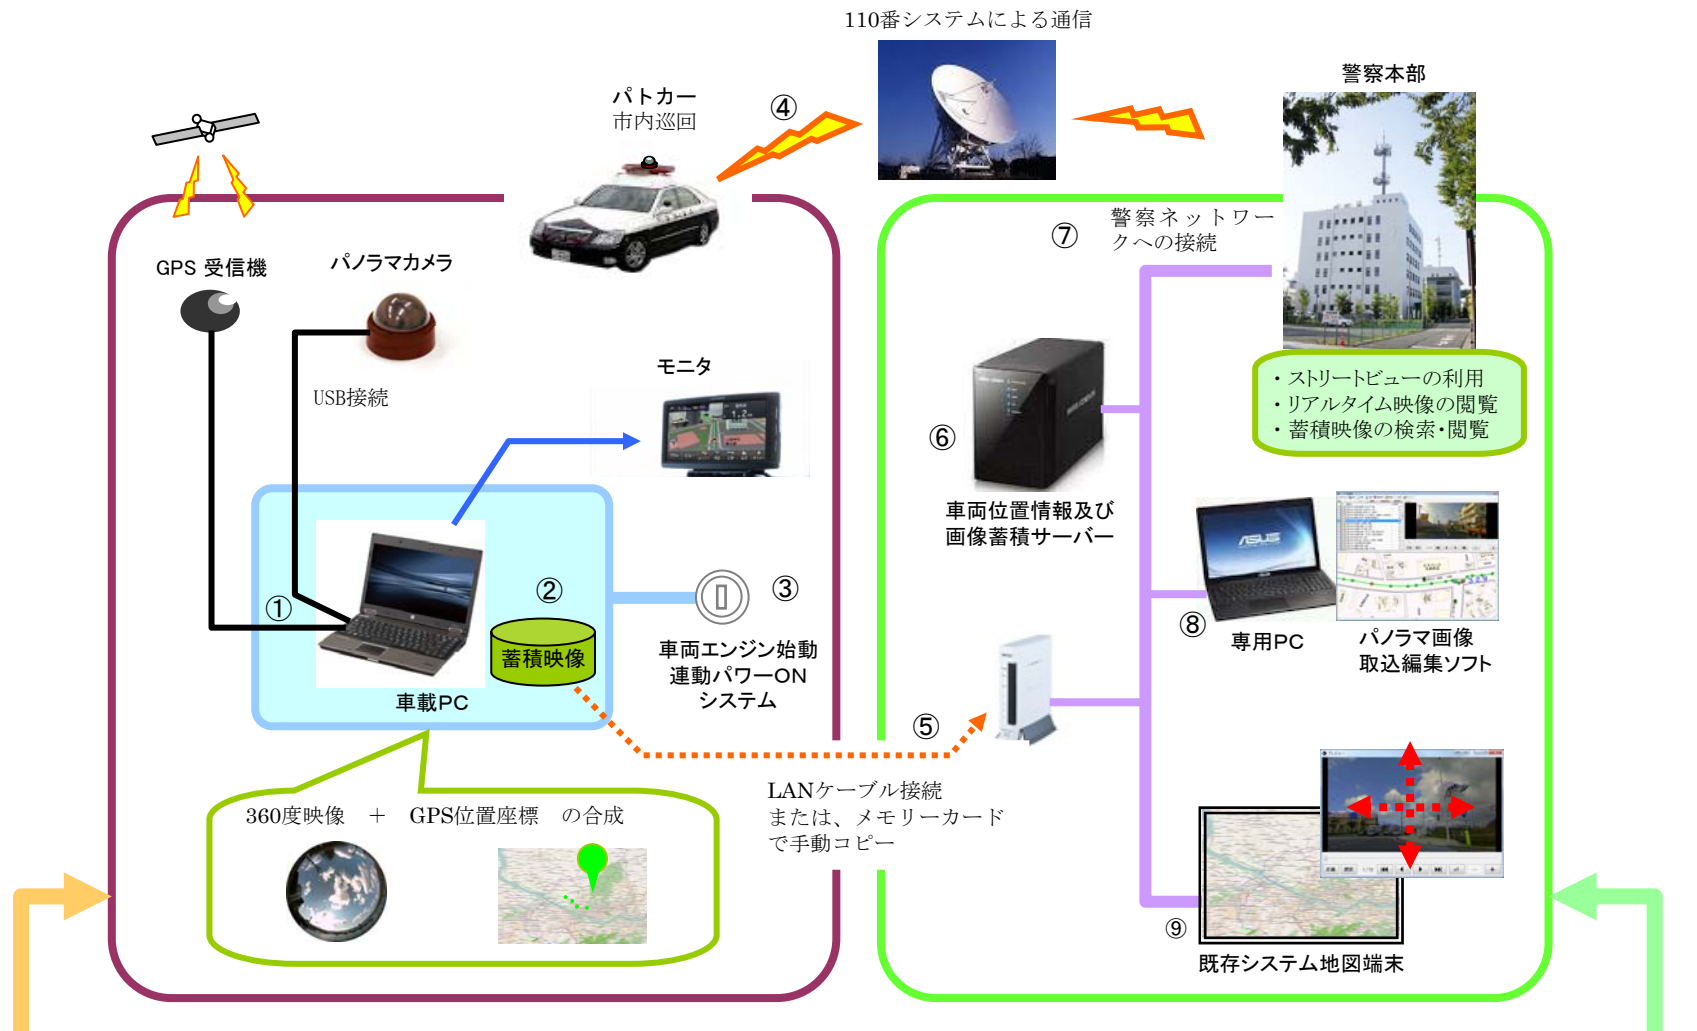 110番システムによる通信
警察本部
パトカー
市内巡回
④
⑦
警察ネットワー
クへの接続
GPS 受信機
パノラマカメラ
USB接続
モニタ
・ストリートビューの利用
・リアルタイム映像の閲覧
・蓄積映像の検索・閲覧
⑥
車両位置情報及び
画像蓄積サーバー
ASUS
①
②
③
蓄積映像
車載PC
車両エンジン始動
連動パワーON
システム
⑧
専用PC
パノラマ画像
取込編集ソフト
⑤
LANケーブル接続
または、メモリーカード
で手動コピー
360度映像 + GPS位置座標 の合成
⑨
既存システム地図端末